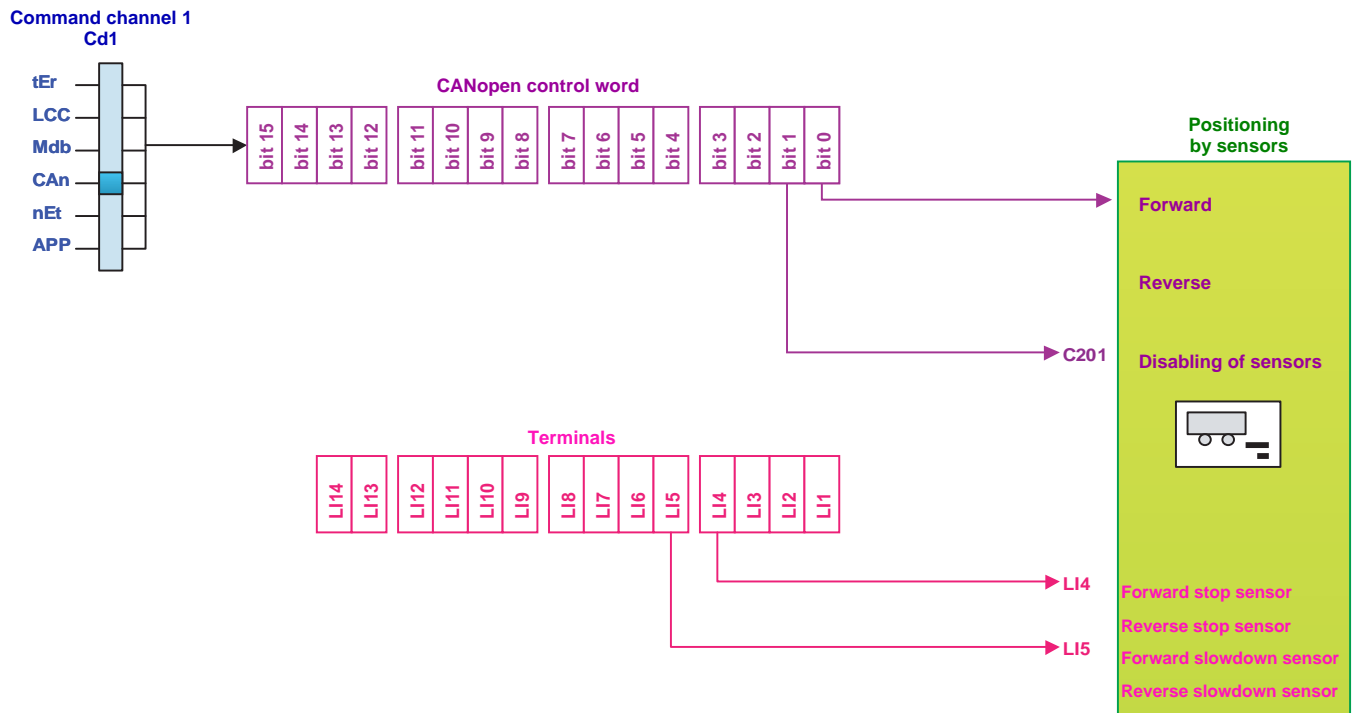 Command channel 1
Cd1
tEr
LCC
Mdb
CAn
nEt
APP
CANopen control word
bit 15
bit 14
bit 13
bit 12
bit 11
bit 10
bit 9
bit 8
bit 7
bit 6
bit 5
bit 4
bit 3
bit 2
bit 1
bit 0
Positioning
by sensors
Forward
Reverse
C201
Disabling of sensors
Terminals
LI14
LI13
LI12
LI11
LI10
LI9
LI8
LI7
LI6
LI5
LI4
LI3
LI2
LI1
LI4
Forward stop sensor
Reverse stop sensor
LI5
Forward slowdown sensor
Reverse slowdown sensor